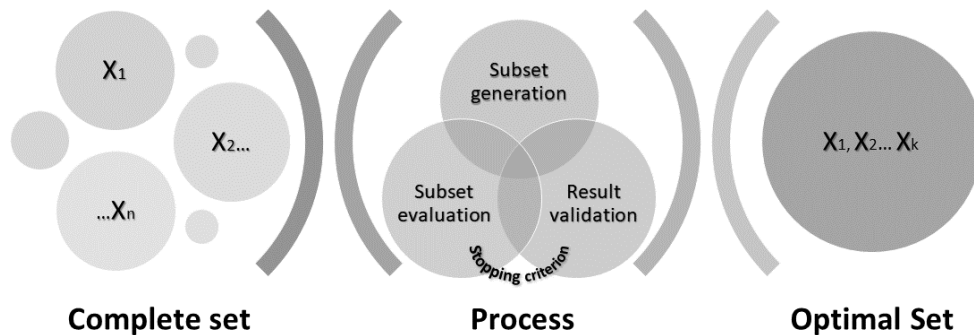 X₁
X₂...
...Xₙ
Complete set
Subset
generation
Subset
evaluation
Result
validation
Stopping criterion
Process
X₁, X₂... Xₖ
Optimal Set